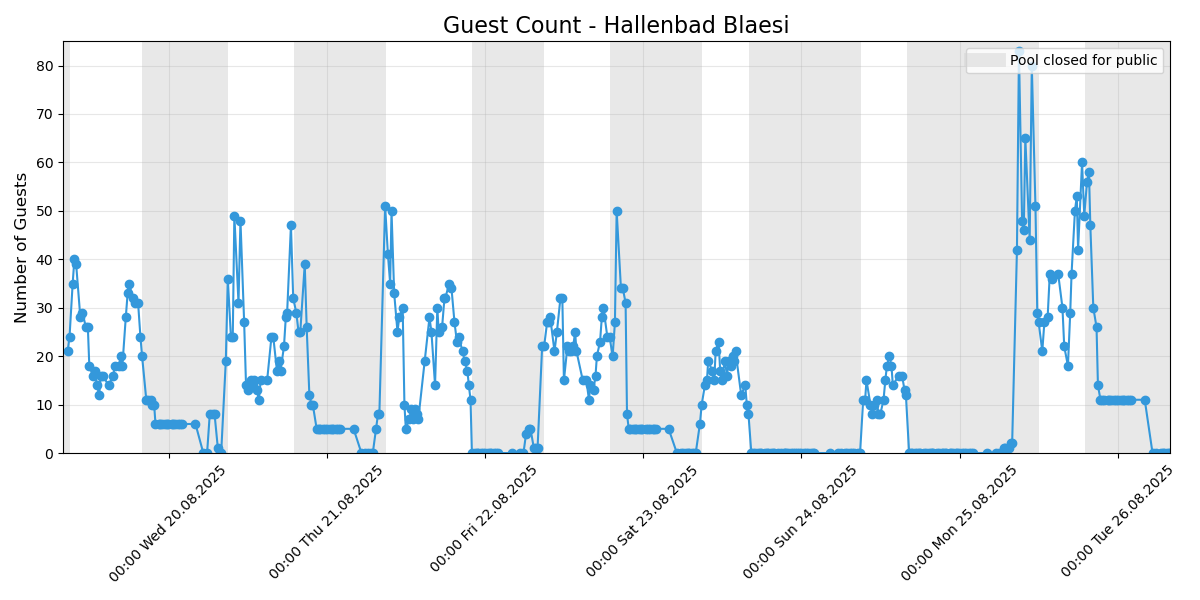 Guest Count - Hallenbad Blaesi
Pool closed for public
Number of Guests
80
70
60
50
40
30
20
10
0
00:00 Wed 20.08.2025
00:00 Thu 21.08.2025
00:00 Fri 22.08.2025
00:00 Sat 23.08.2025
00:00 Sun 24.08.2025
00:00 Mon 25.08.2025
00:00 Tue 26.08.2025